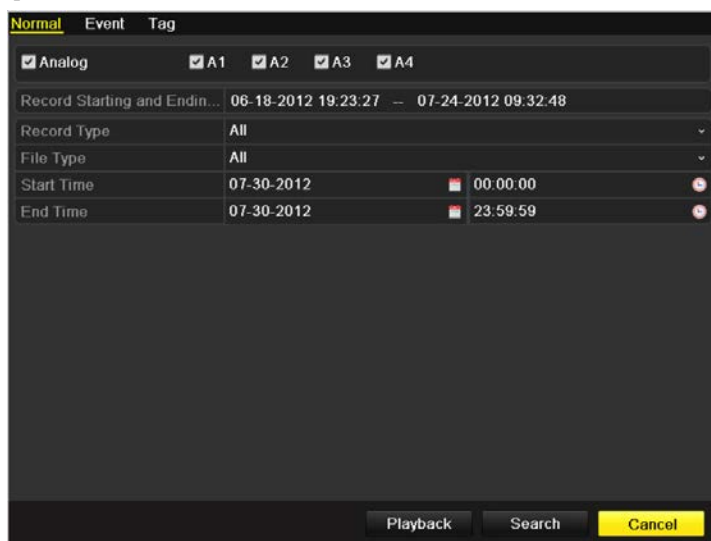 Normal Event Tag
Analog A1 A2 A3 A4
Record Starting and Endin... 06-18-2012 19:23:27 -- 07-24-2012 09:32:48
Record Type All
File Type All
Start Time 07-30-2012 00:00:00
End Time 07-30-2012 23:59:59
Playback Search Cancel